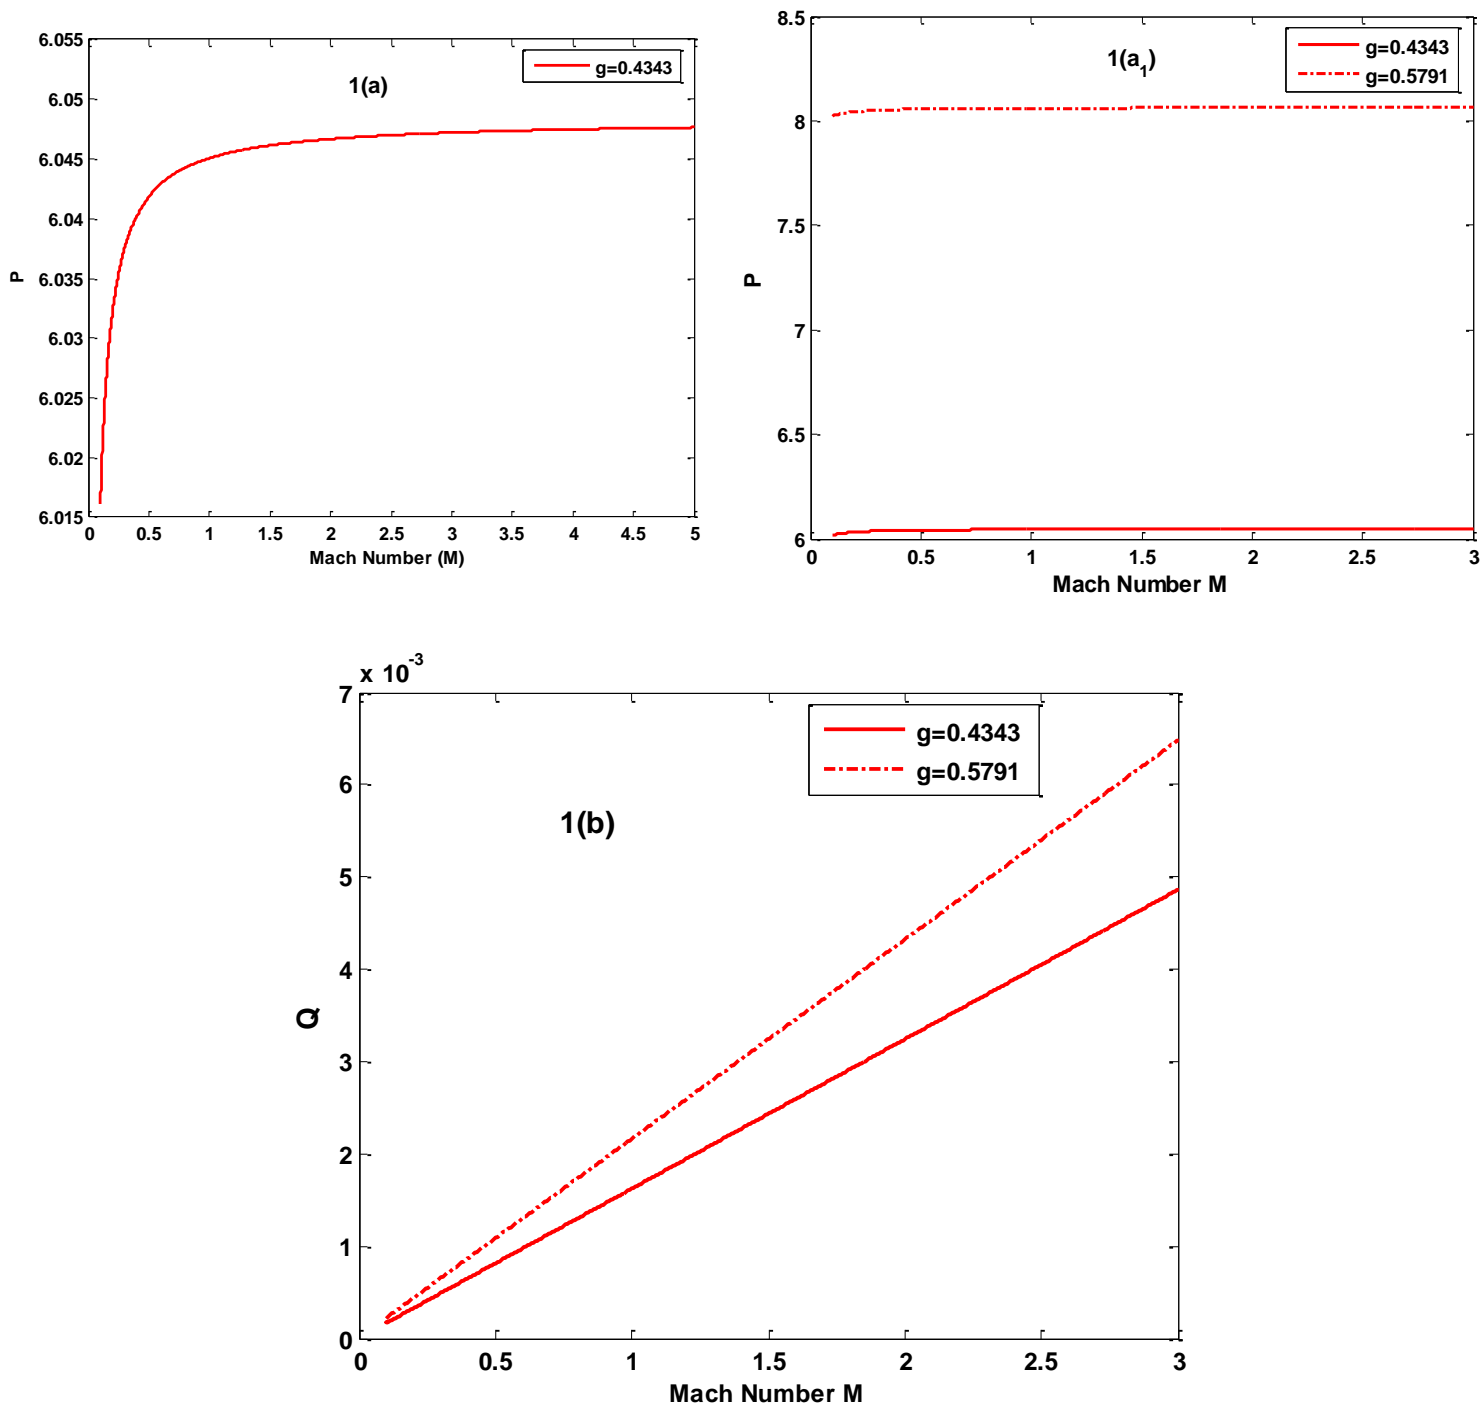 6.055
6.05
6.045
6.04
6.035
6.03
6.025
6.02
6.015
P
1(a)
g=0.4343
0 0.5 1 1.5 2 2.5 3 3.5 4 4.5 5
Mach Number (M)
8.5
8
7.5
7
6.5
6
P
1(a1)
g=0.4343
g=0.5791
0 0.5 1 1.5 2 2.5 3
Mach Number M
x 10-3
7
6
5
4
3
2
1
0
Q
1(b)
g=0.4343
g=0.5791
0 0.5 1 1.5 2 2.5 3
Mach Number M